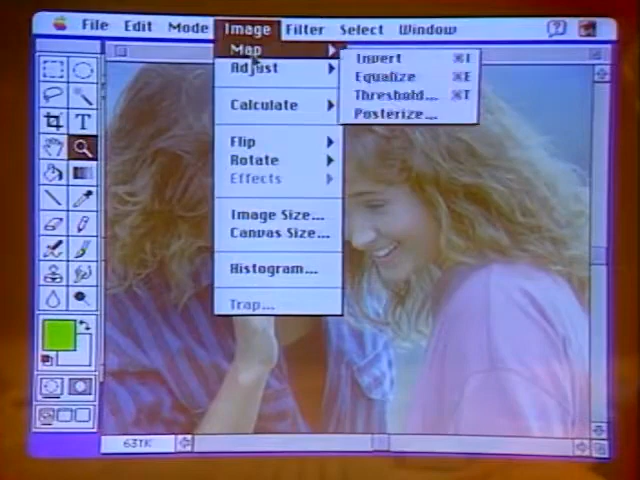 File Edit Mode Image Filter Select Window
Map
Adjust
Calculate
Flip
Rotate
Effects
Image Size...
Canvas Size...
Histogram...
Trap...
Invert ⌘I
Equalize ⌘E
Threshold... ⌘T
Posterize...
T
631K